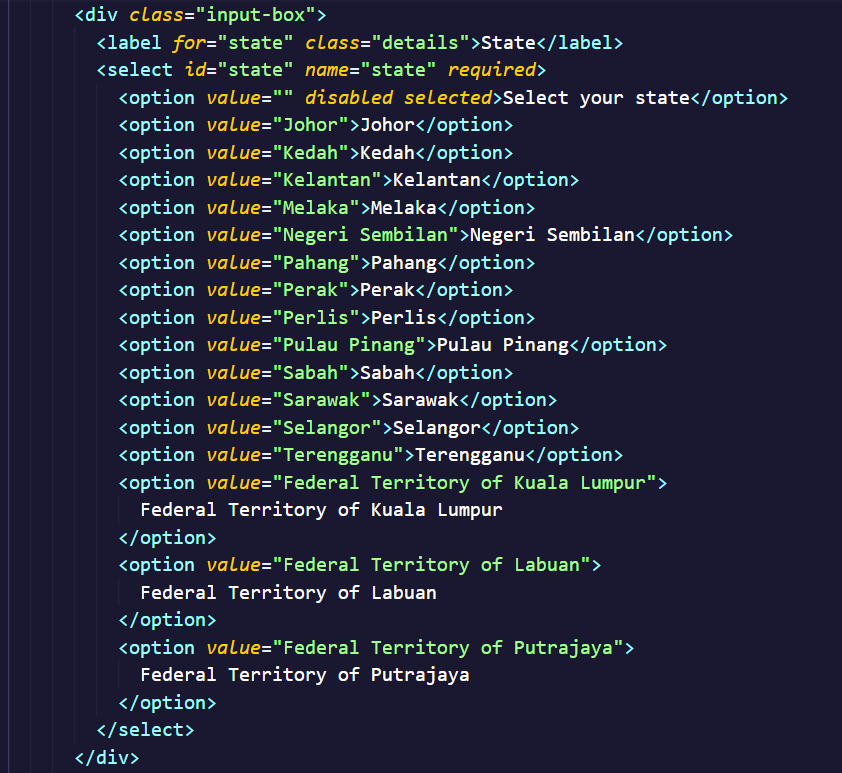 <div class="input-box">
<label for="state" class="details">State</label>
<select id="state" name="state" required>
<option value="" disabled selected>Select your state</option>
<option value="Johor">Johor</option>
<option value="Kedah">Kedah</option>
<option value="Kelantan">Kelantan</option>
<option value="Melaka">Melaka</option>
<option value="Negeri Sembilan">Negeri Sembilan</option>
<option value="Pahang">Pahang</option>
<option value="Perak">Perak</option>
<option value="Perlis">Perlis</option>
<option value="Pulau Pinang">Pulau Pinang</option>
<option value="Sabah">Sabah</option>
<option value="Sarawak">Sarawak</option>
<option value="Selangor">Selangor</option>
<option value="Terengganu">Terengganu</option>
<option value="Federal Territory of Kuala Lumpur">
Federal Territory of Kuala Lumpur
</option>
<option value="Federal Territory of Labuan">
Federal Territory of Labuan
</option>
<option value="Federal Territory of Putrajaya">
Federal Territory of Putrajaya
</option>
</select>
</div>